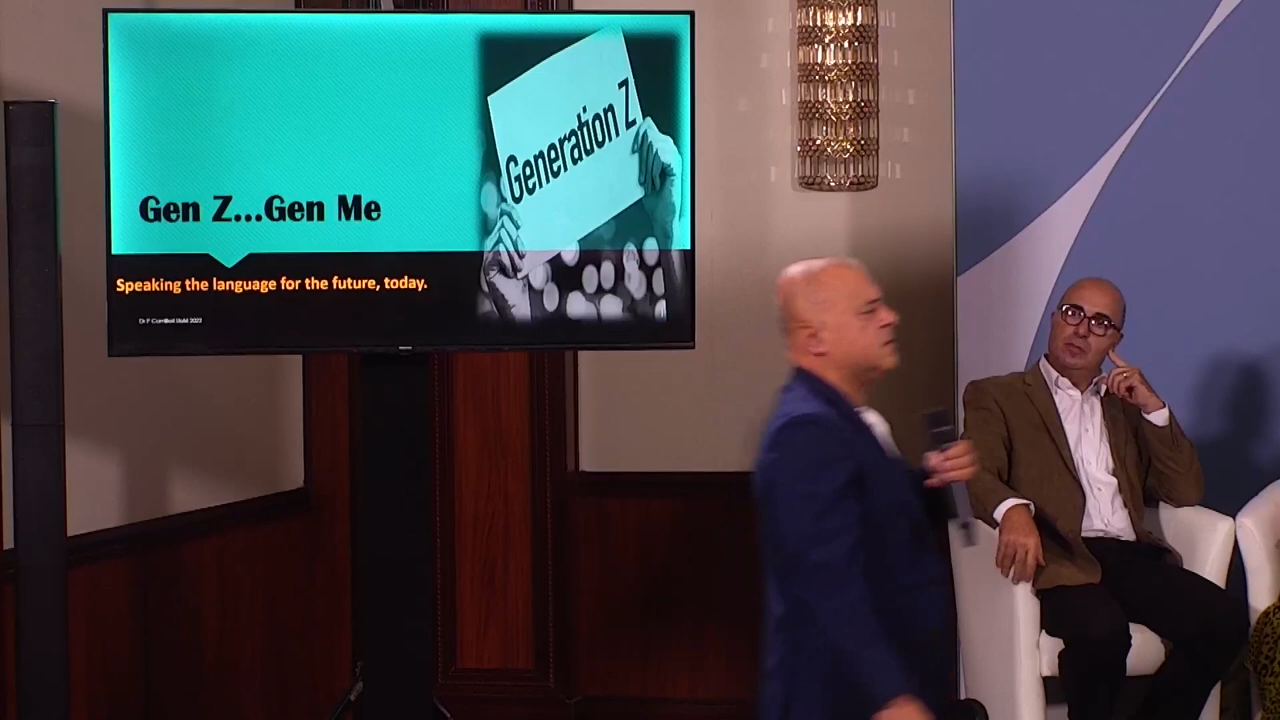 Generation Z
Gen Z...Gen Me
Speaking the language for the future, today.